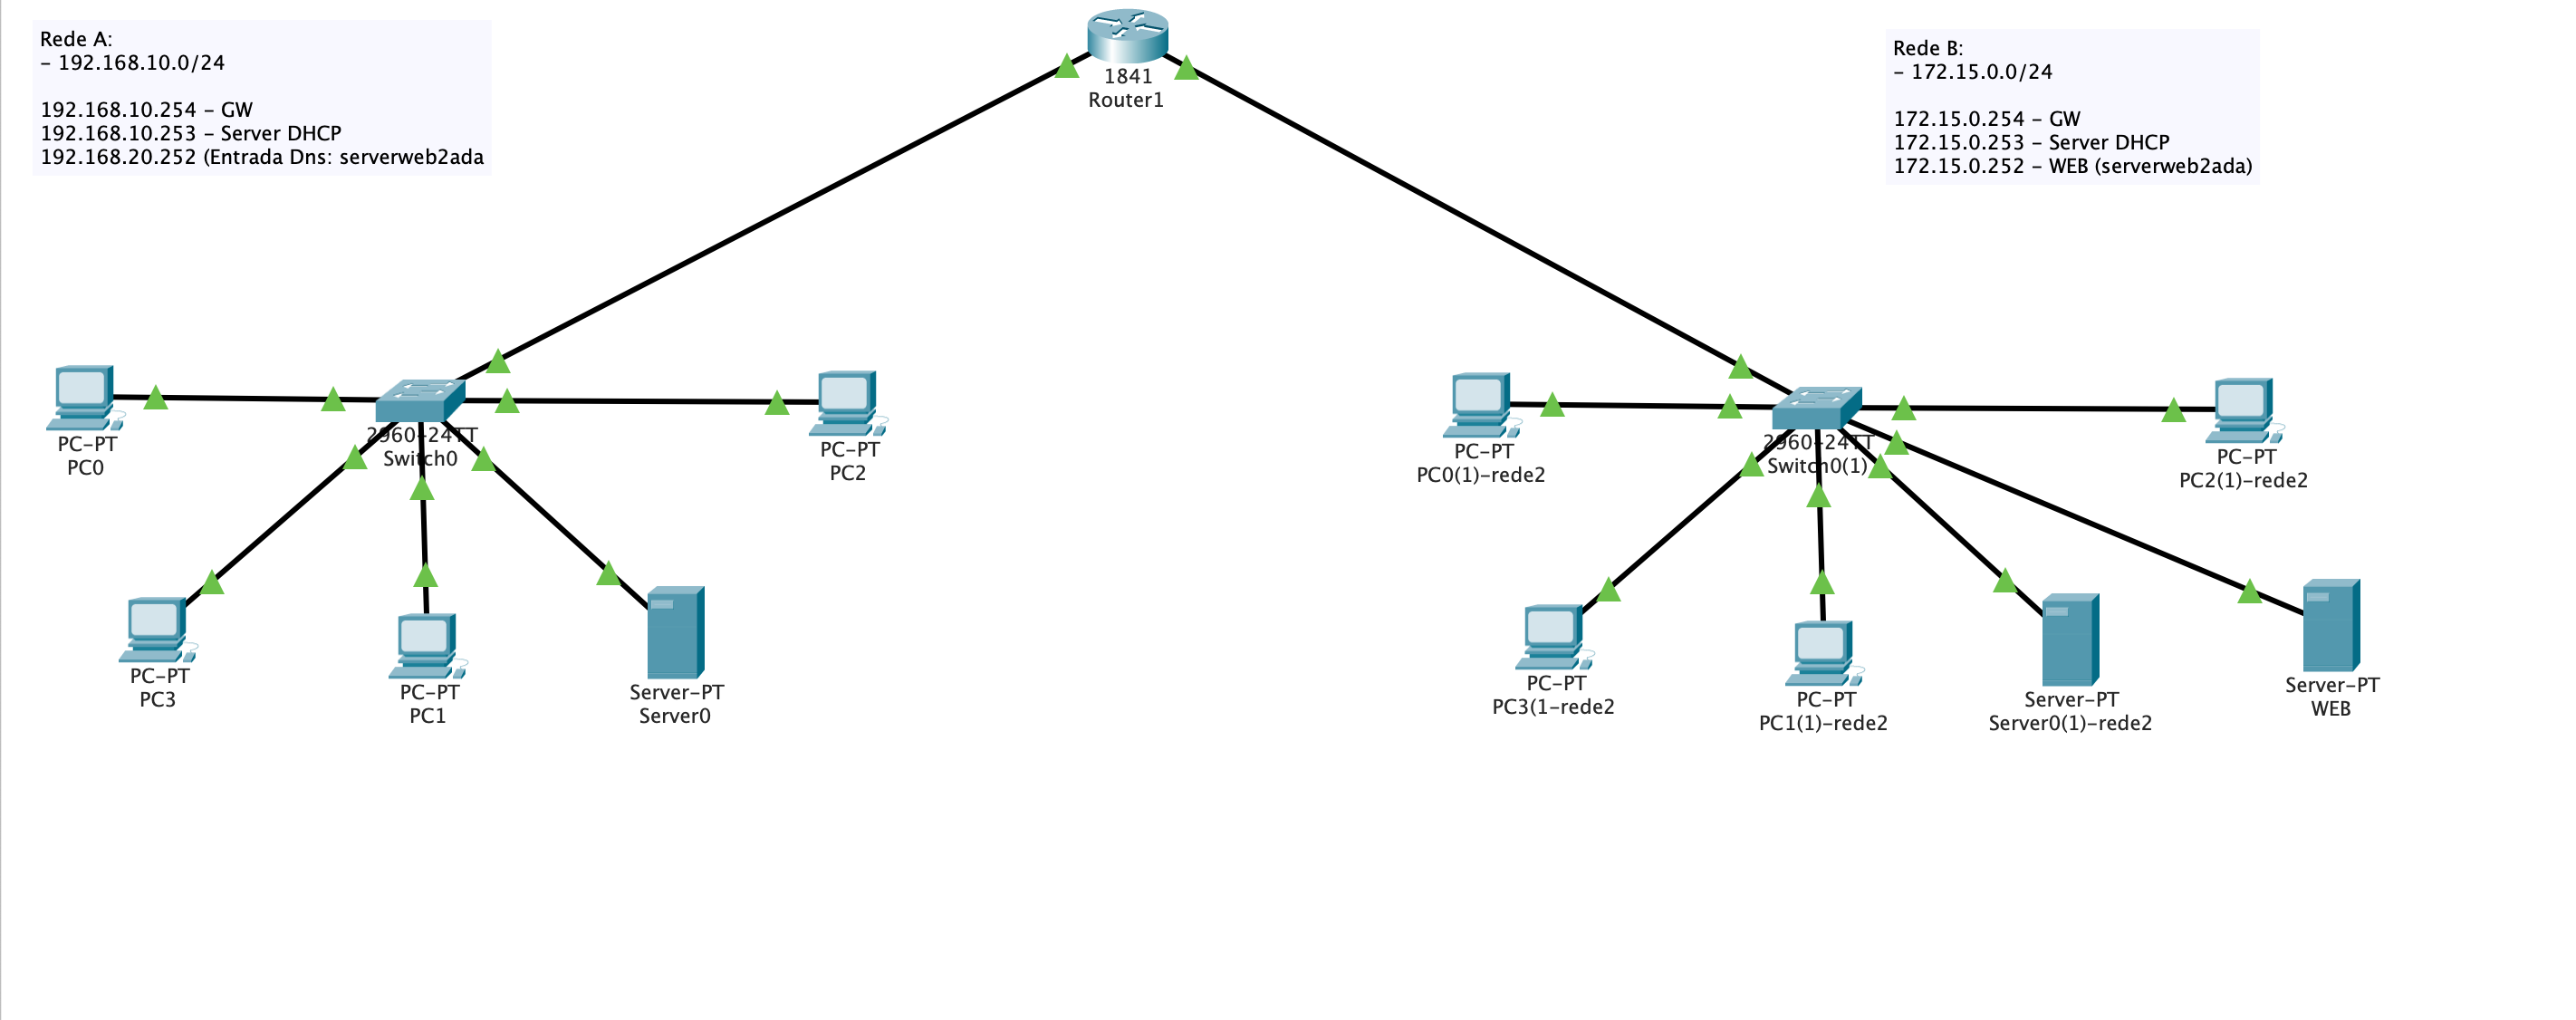 Rede A:
- 192.168.10.0/24
192.168.10.254 - GW
192.168.10.253 - Server DHCP
192.168.20.252 (Entrada Dns: serverweb2ada
1841
Router1
Rede B:
- 172.15.0.0/24
172.15.0.254 - GW
172.15.0.253 - Server DHCP
172.15.0.252 - WEB (serverweb2ada)
PC-PT
PC0
2960-24TT
Switch0
PC-PT
PC2
PC-PT
PC3
PC-PT
PC1
Server-PT
Server0
PC-PT
PC0(1)-rede2
2960-24TT
Switch0(1)
PC-PT
PC2(1)-rede2
PC-PT
PC3(1-rede2
PC-PT
PC1(1)-rede2
Server-PT
Server0(1)-rede2
Server-PT
WEB